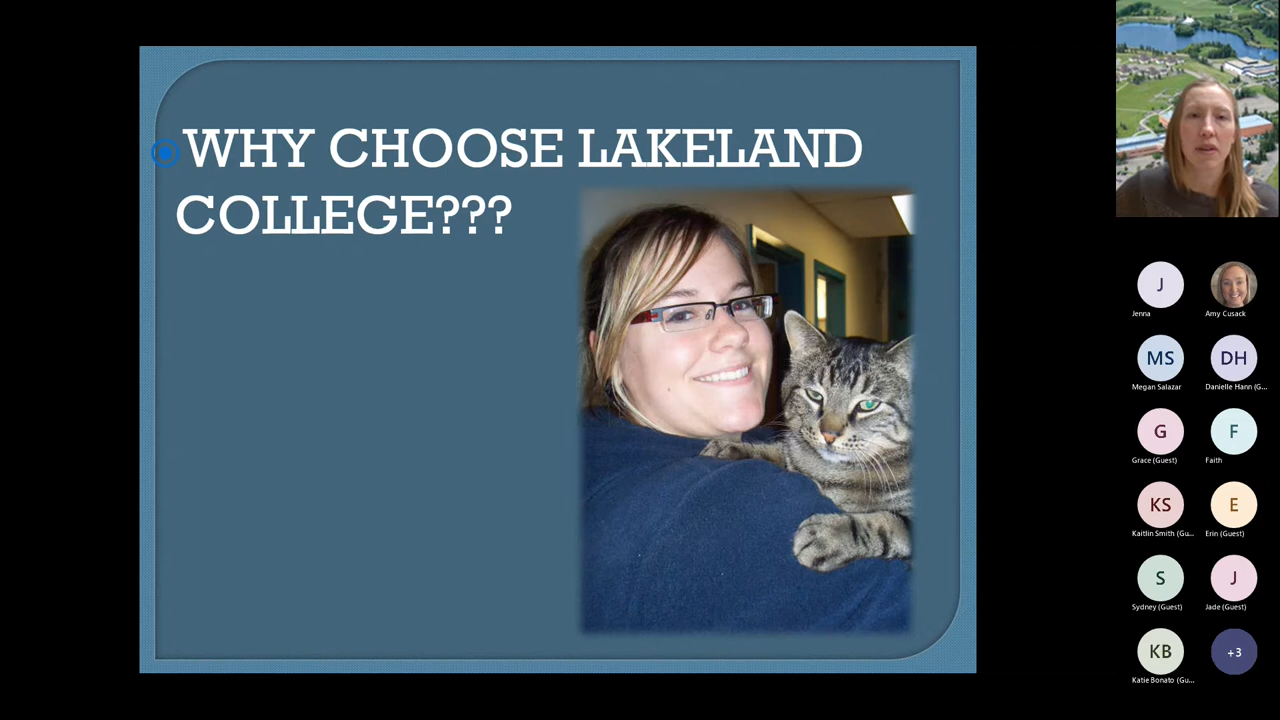 WHY CHOOSE LAKELAND
COLLEGE???
J
Jenna
Amy Cusack
MS
Megan Salazar
DH
Danielle Hann (G...
G
Grace (Guest)
F
Faith
KS
Kaitlin Smith (Gu...
E
Erin (Guest)
S
Sydney (Guest)
J
Jade (Guest)
KB
Katie Bonato (Gu...
+3